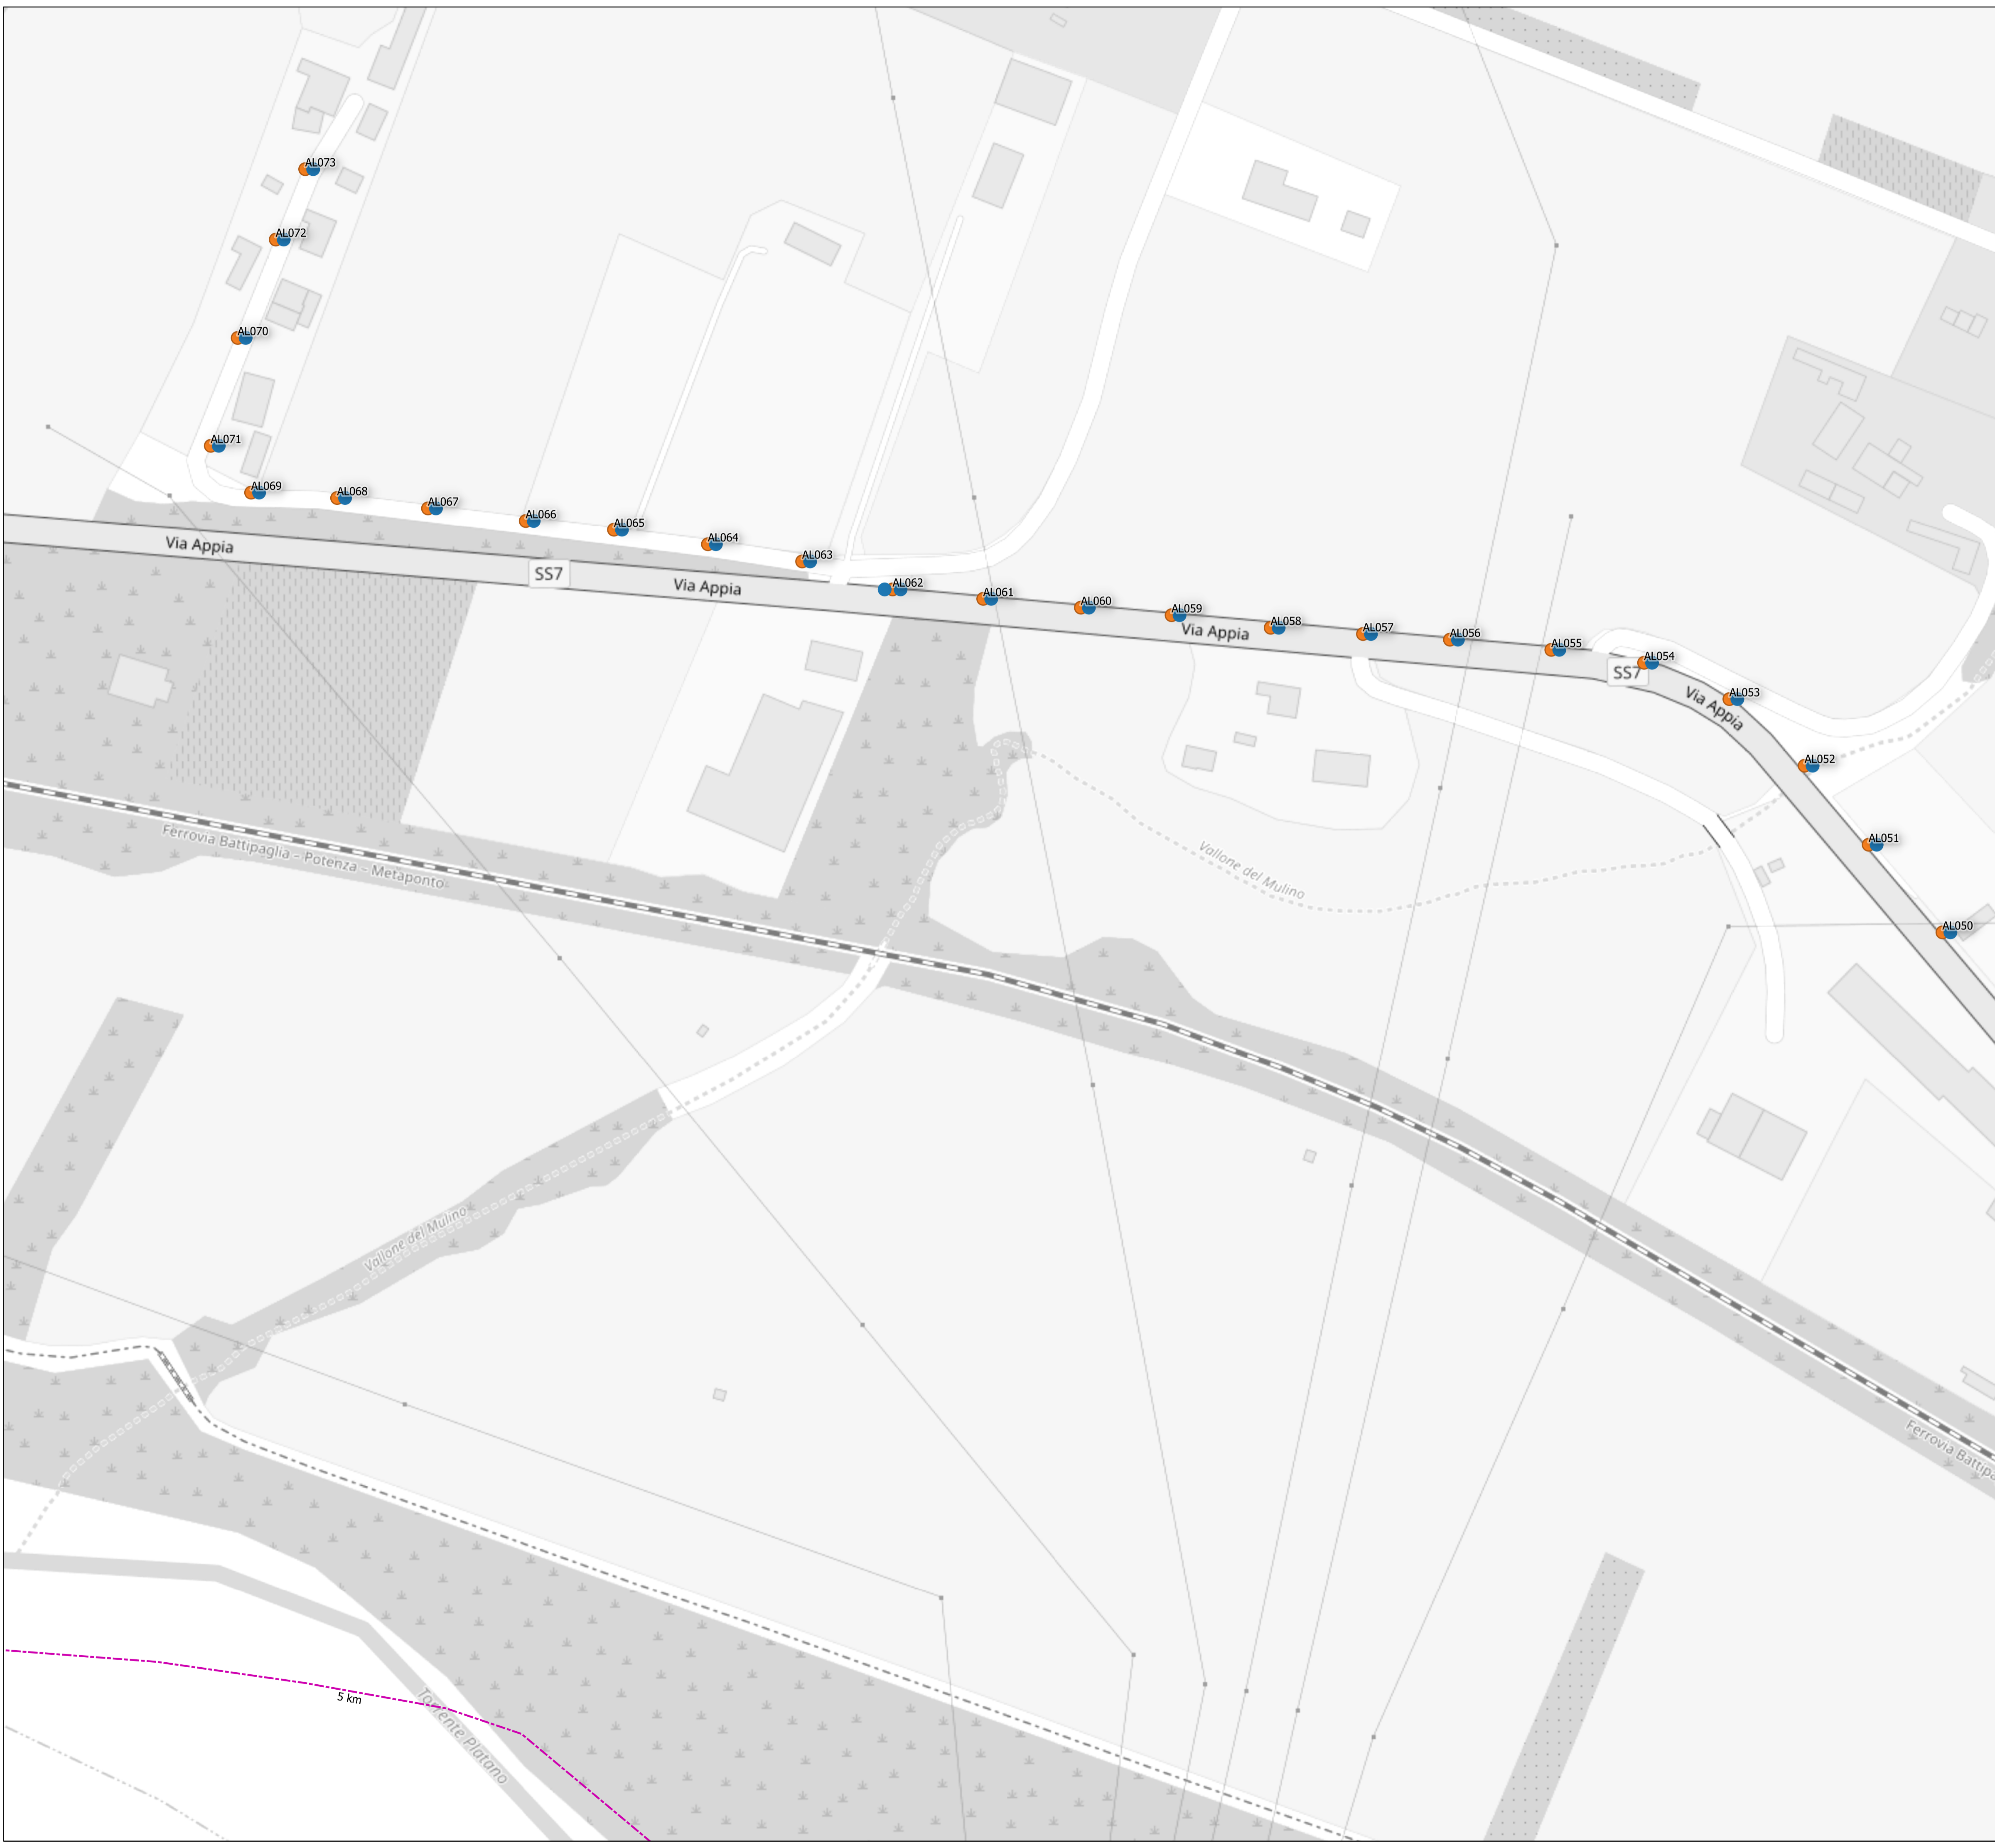 AL073
AL072
AL070
AL071
AL069
AL068
AL067
AL066
AL065
AL064
AL063
AL062
AL061
AL060
AL059
AL058
AL057
AL056
AL055
AL054
AL053
AL052
AL051
AL050
Via Appia
SS7
Via Appia
Via Appia
SS7
Via Appia
Ferrovia Battipaglia - Potenza - Metaponto
Vallone del Mulino
Vallone del Mulino
Ferrovia Battipa
5 km
Torrente Platano